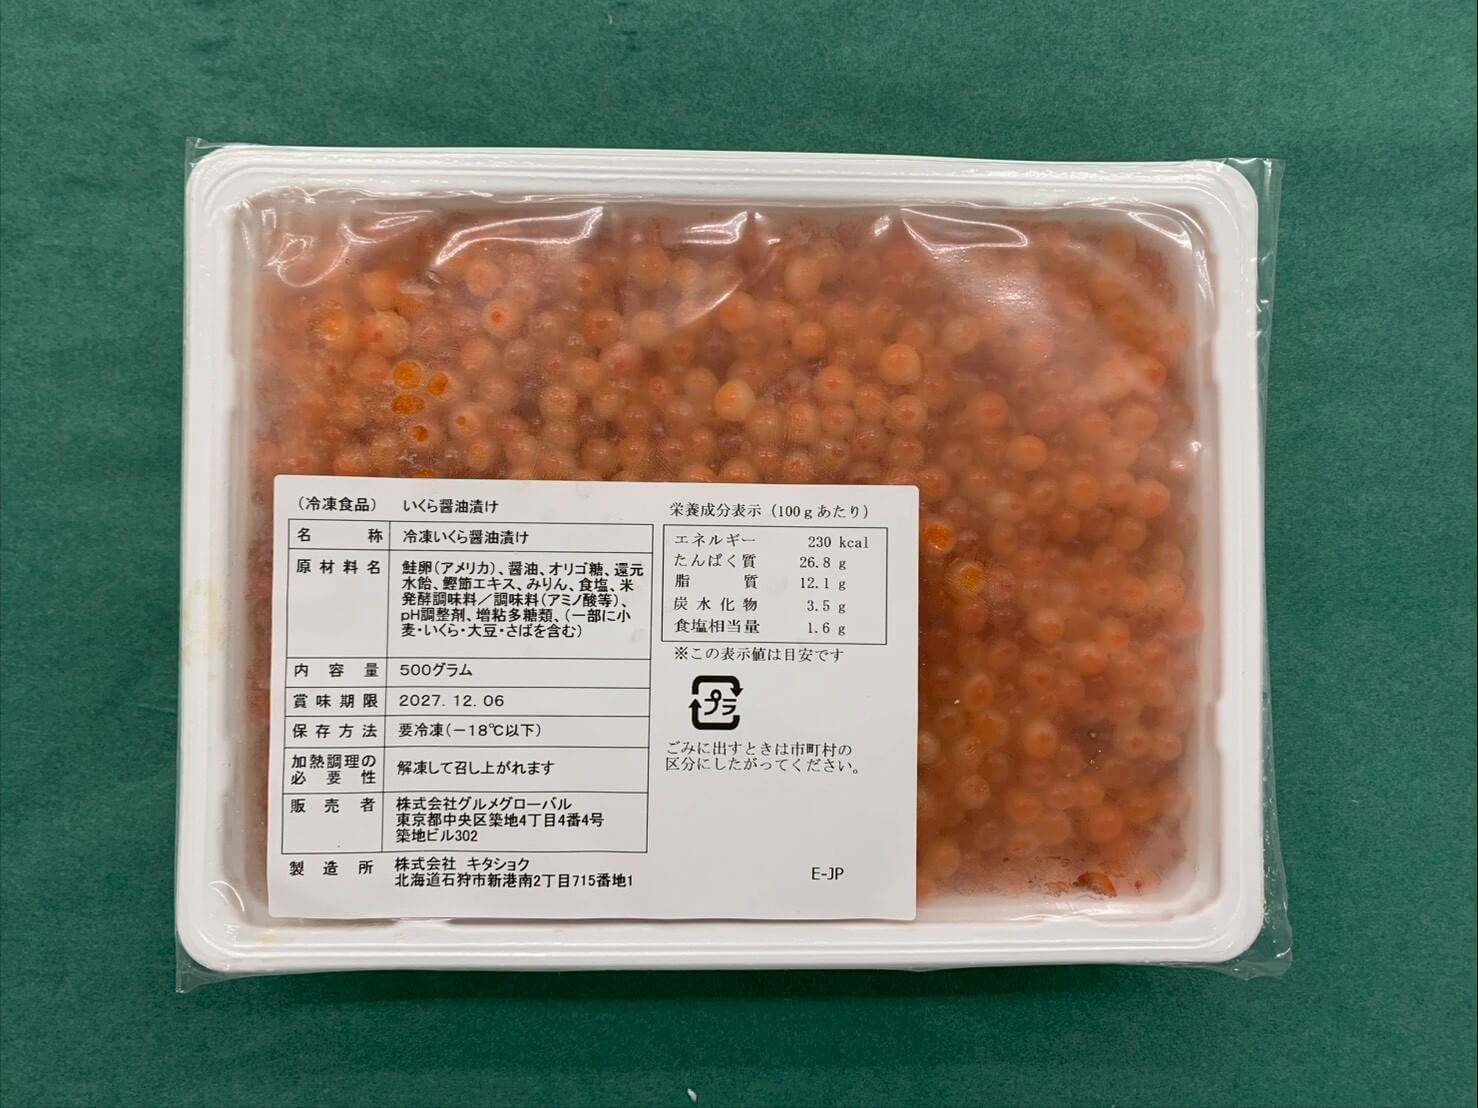 （冷凍食品） いくら醤油漬け
名称 冷凍いくら醤油漬け
原材料名 鮭卵（アメリカ）、醤油、オリゴ糖、還元
水飴、鰹節エキス、みりん、食塩、米
発酵調味料／調味料（アミノ酸等）、
pH調整剤、増粘多糖類、（一部に小
麦・いくら・大豆・さばを含む）
内容量 500グラム
賞味期限 2027.12.06
保存方法 要冷凍（－18℃以下）
加熱調理の
必要性 解凍して召し上がれます
販売者 株式会社グルメグローバル
東京都中央区築地4丁目4番4号
築地ビル302
製造所 株式会社 キタショク
北海道石狩市新港南2丁目715番地1
栄養成分表示（100gあたり）
エネルギー 230 kcal
たんぱく質 26.8 g
脂質 12.1 g
炭水化物 3.5 g
食塩相当量 1.6 g
※この表示値は目安です
プラ
ごみに出すときは市町村の
区分にしたがってください。
E-JP